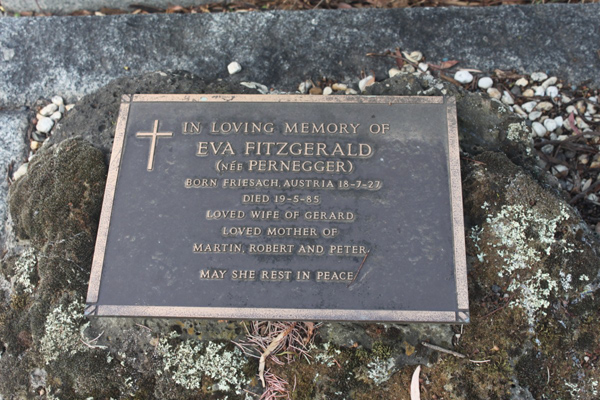 IN LOVING MEMORY OF
EVA FITZGERALD
(NÉE PERNEGGER)
BORN FRIESACH, AUSTRIA 18-7-27
DIED 19-5-85
LOVED WIFE OF GERARD
LOVED MOTHER OF
MARTIN, ROBERT AND PETER.
MAY SHE REST IN PEACE